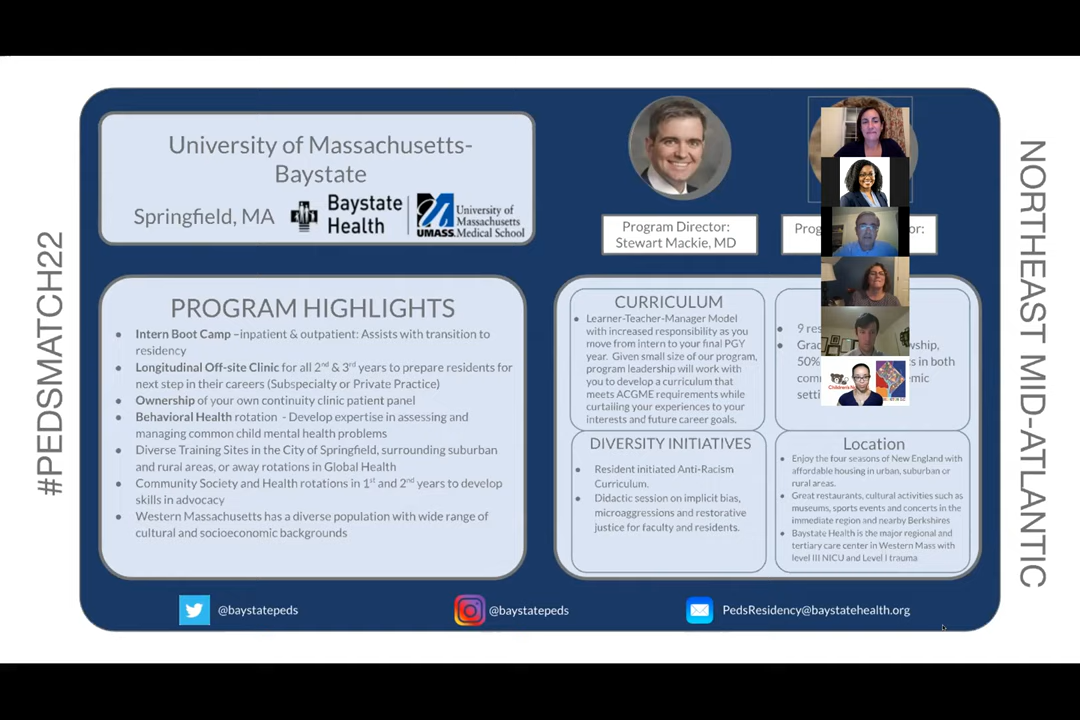 #PEDSMATCH22
University of Massachusetts-
Baystate
Springfield, MA
Baystate
Health
UMASS
University of
Massachusetts
Medical School
Program Director:
Stewart Mackie, MD
PROGRAM HIGHLIGHTS
• Intern Boot Camp –inpatient & outpatient: Assists with transition to
residency
• Longitudinal Off-site Clinic for all 2nd & 3rd years to prepare residents for
next step in their careers (Subspecialty or Private Practice)
• Ownership of your own continuity clinic patient panel
• Behavioral Health rotation - Develop expertise in assessing and
managing common child mental health problems
• Diverse Training Sites in the City of Springfield, surrounding suburban
and rural areas, or away rotations in Global Health
• Community Society and Health rotations in 1st and 2nd years to develop
skills in advocacy
• Western Massachusetts has a diverse population with wide range of
cultural and socioeconomic backgrounds
CURRICULUM
• Learner-Teacher-Manager Model
with increased responsibility as you
move from intern to your final PGY
year. Given small size of our program,
program leadership will work with
you to develop a curriculum that
meets ACGME requirements while
curtailing your experiences to your
interests and future career goals.
• 9
•
50% in both
DIVERSITY INITIATIVES
• Resident initiated Anti-Racism
Curriculum.
• Didactic session on implicit bias,
microaggressions and restorative
justice for faculty and residents.
Location
• Enjoy the four seasons of New England with
affordable housing in urban, suburban or
rural areas.
• Great restaurants, cultural activities such as
museums, sports events and concerts in the
immediate region and nearby Berkshires
• Baystate Health is the major regional and
tertiary care center in Western Mass with
level III NICU and Level I trauma
@baystatepeds
@baystatepeds
PedsResidency@baystatehealth.org
NORTHEAST MID-ATLANTIC